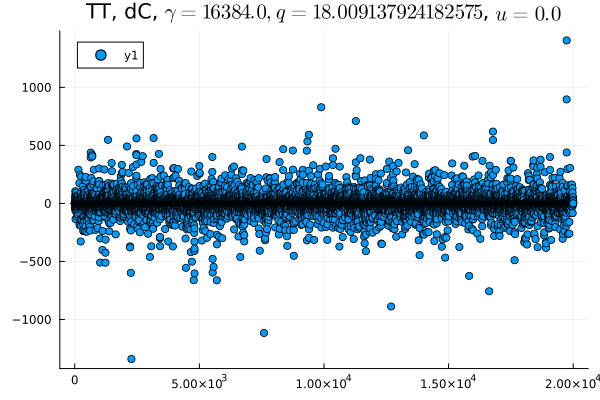 TT, dC, γ = 16384.0, q = 18.009137924182575, u = 0.0
y1
1000
500
0
−500
−1000
0 5.00×10³ 1.00×10⁴ 1.50×10⁴ 2.00×10⁴